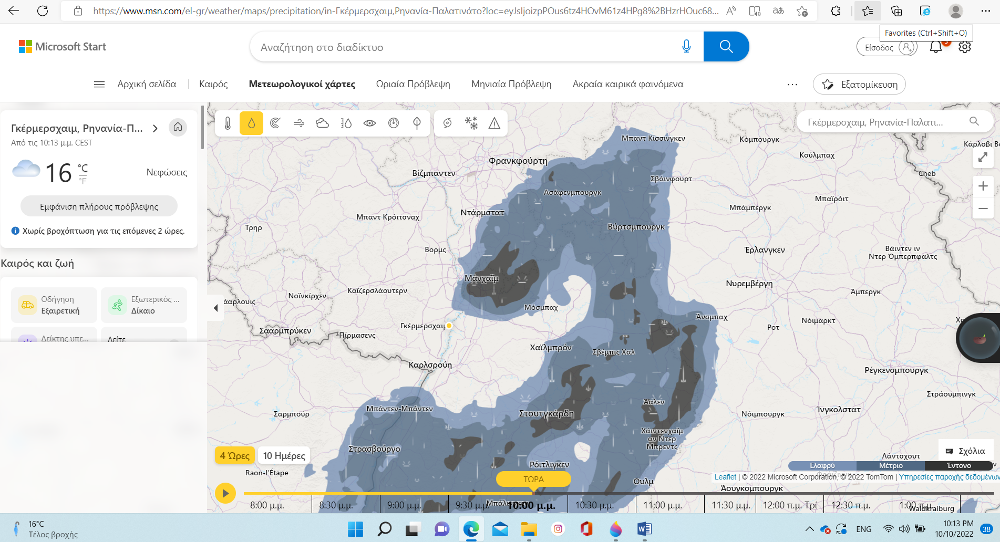 https://www.msn.com/el-gr/weather/maps/precipitation/in-Γκέρμερσχαιμ,Ρηνανία-Παλατινάτο?loc=eyJsIjoizpPOus6tz4HOvM61z4HPg8%2BHzrHOuc68...
Favorites (Ctrl+Shift+O)
Microsoft Start
Αναζήτηση στο διαδίκτυο
Είσοδος
Αρχική σελίδα
Καιρός
Μετεωρολογικοί χάρτες
Ωριαία Πρόβλεψη
Μηνιαία Πρόβλεψη
Ακραία καιρικά φαινόμενα
Εξατομίκευση
Γκέρμερσχαιμ, Ρηνανία-Π...
Από τις 10:13 μ.μ. CEST
16 °C
°F
Νεφώσεις
Εμφάνιση πλήρους πρόβλεψης
Χωρίς βροχόπτωση για τις επόμενες 2 ώρες.
Καιρός και ζωή
Οδήγηση
Εξαιρετική
Εξωτερικός ...
Δίκαιο
Δείκτης υπε...
Δείτε
Γκέρμερσχαιμ, Ρηνανία-Παλατι...
Μπαντ Κίσσινγκεν
Κόμπουργκ
Κάρλοβι Βα
Κούλμπαχ
Φρανκφούρτη
Βίζμπαντεν
Cheb
Σβάινφουρτ
Ασάφενμπουργκ
Μπαϊρόιτ
Μπάμπεργκ
Ντάρμστατ
Μπαντ Κρόιτσναχ
Τρηρ
Βύρτσμπουργκ
Βορμς
Έρλανγκεν
Βάιντεν ιν
Ντερ Όμπερπφαλτς
Μάνχαϊμ
Νυρεμβέργη
Καϊζερσλάουτερν
Άμπεργκ
Νοϊνκίρχεν
άαρλουις
Μόσμπαχ
Άνσμπαχ
Νόιμαρκτ
Γκέρμερσχαιμ
Ροτ
Σααρμπρύκεν
Πίρμασενς
Χαϊλμπρόν
Σβέμπις Χαλ
Καρλσρούη
Ρέγκενσμπουργκ
Στράουμπινγκ
Μπάντεν-Μπάντεν
Άαλεν
Ίνγκολστατ
Σαρμπούρ
Στουτγκάρδη
Νόιμπουργκ
Χάιντενχαϊμ
αν Ντερ
Μπρεντς
Στρασβούργο
Σχόλια
Λάντσχουτ
4 Ώρες
10 Ημέρες
Ρόιτλιγκεν
Ελαφρύ
Μέτριο
Έντονο
Raon-l'Étape
Leaflet | © 2022 Microsoft Corporation, © 2022 TomTom | Υπηρεσίες παροχής δεδομένων
ΤΩΡΑ
Ουλμ
Άουγκσμπουργκ
8:00 μ.μ.
8:30 μ.μ.
9:00 μ.μ.
9:30 μ.μ.
10:00 μ.μ.
10:30 μ.μ.
11:00 μ.μ.
11:30 μ.μ.
12:00 π.μ. Τρί
12:30 π.μ.
1:00 π.μ.
Waldkraiburg
16°C
Τέλος βροχής
ENG
10:13 PM
10/10/2022
38